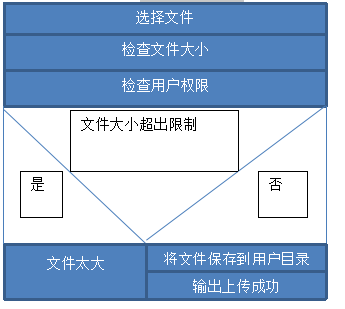 选择文件
检查文件大小
检查用户权限
文件大小超出限制
是
否
文件太大
将文件保存到用户目录
输出上传成功